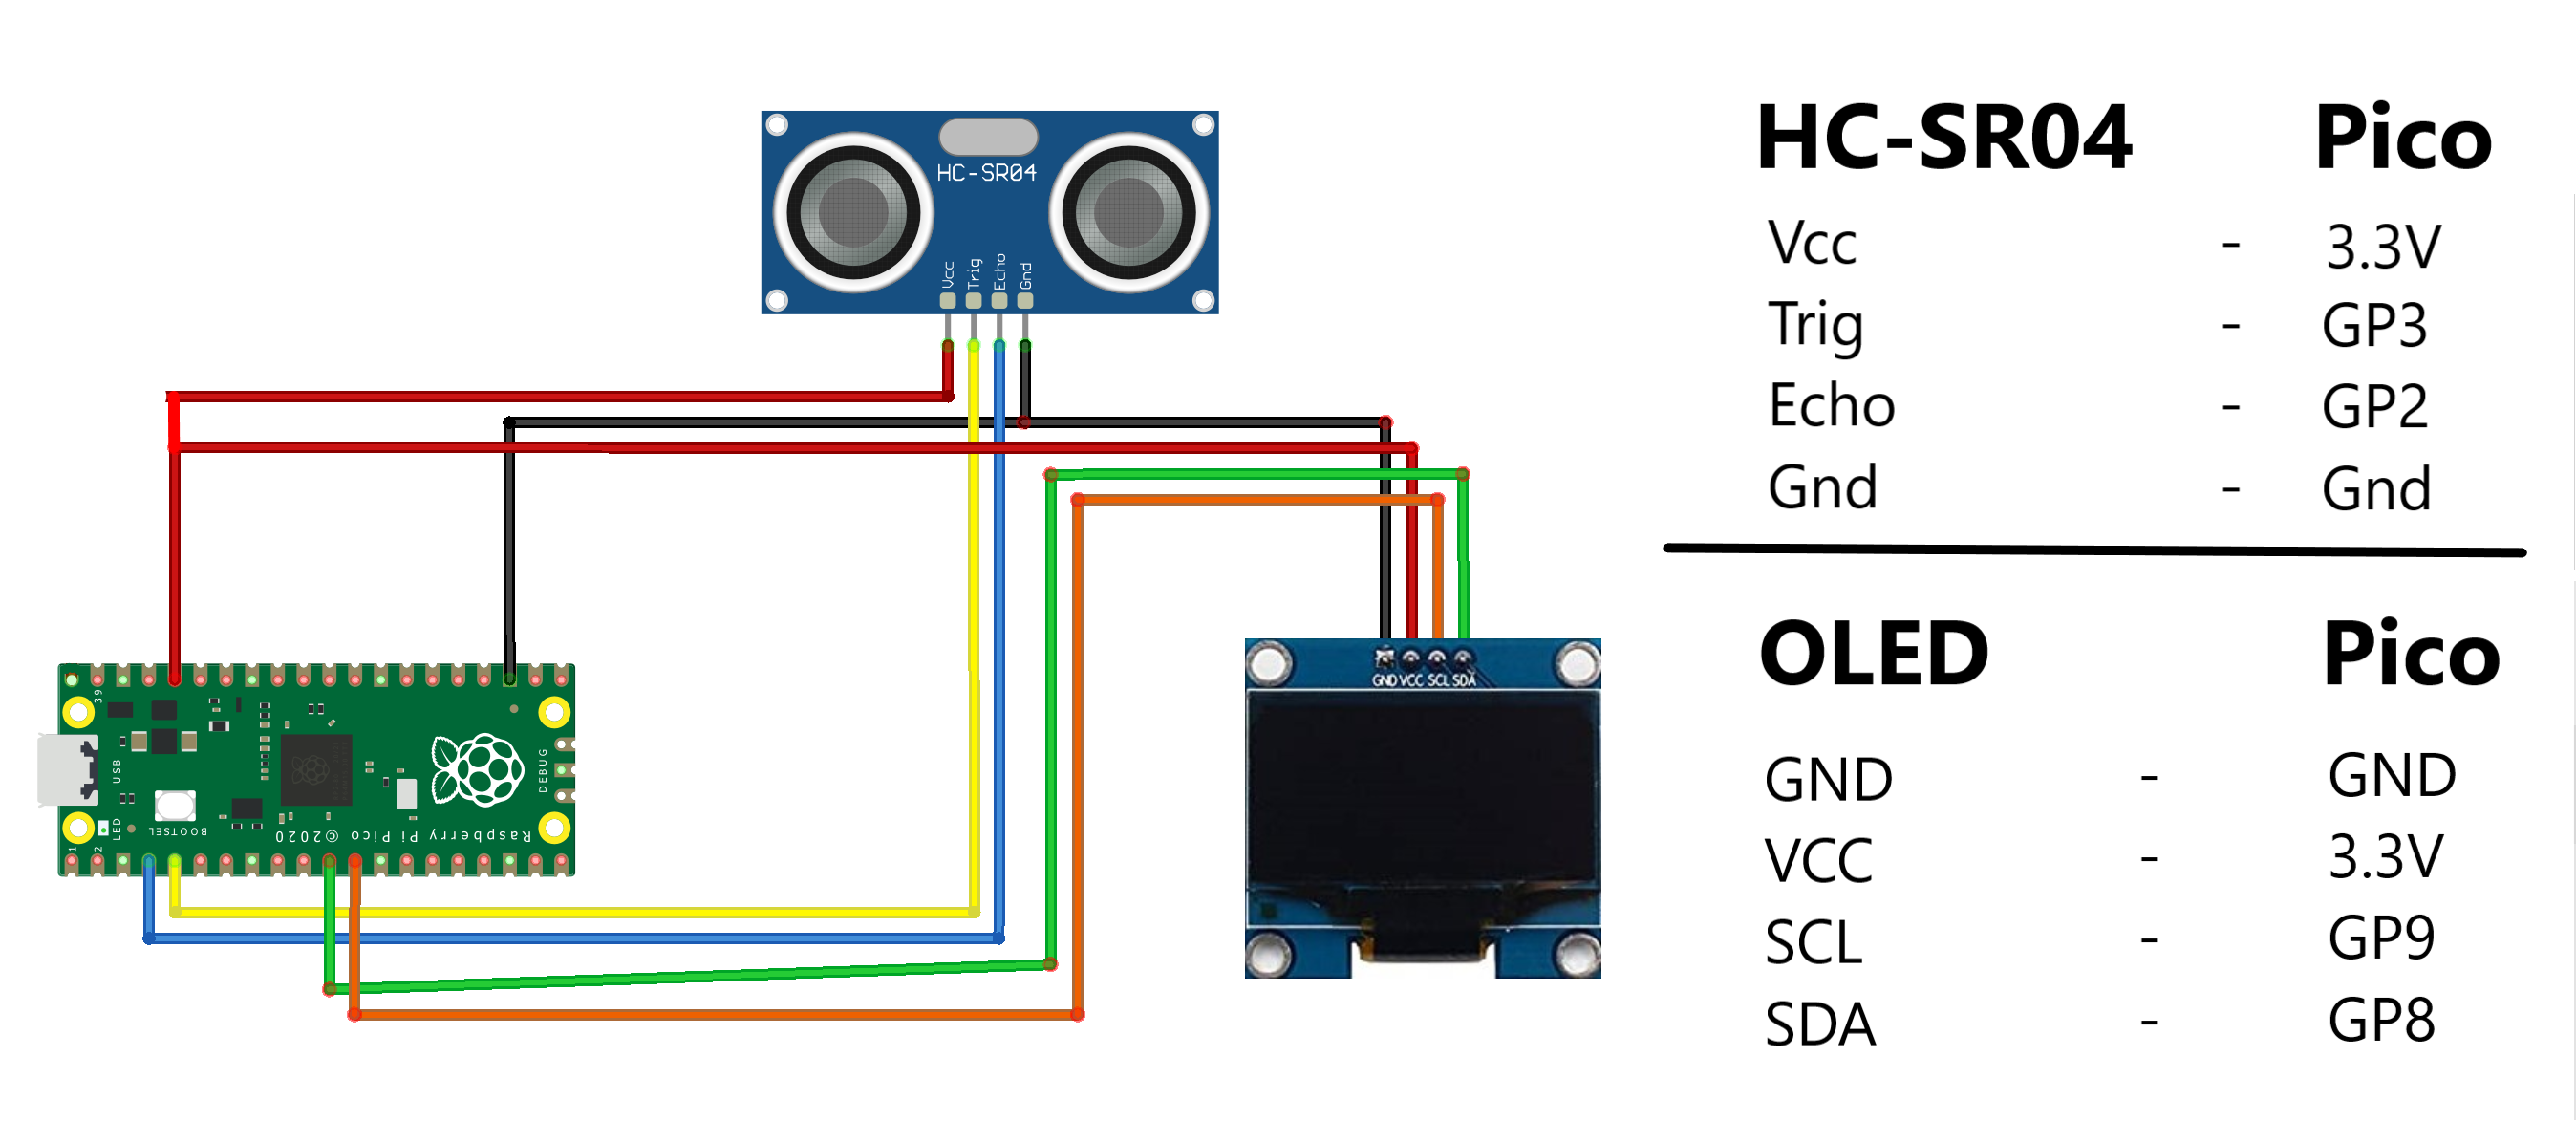 HC-SR04
Vcc
Trig
Echo
Gnd
39
USB
DEBUG
LED
BOOTSEL
Raspberry Pi Pico ©2020
1
2
GND VCC SCL SDA
HC-SR04 Pico
Vcc - 3.3V
Trig - GP3
Echo - GP2
Gnd - Gnd
OLED Pico
GND - GND
VCC - 3.3V
SCL - GP9
SDA - GP8